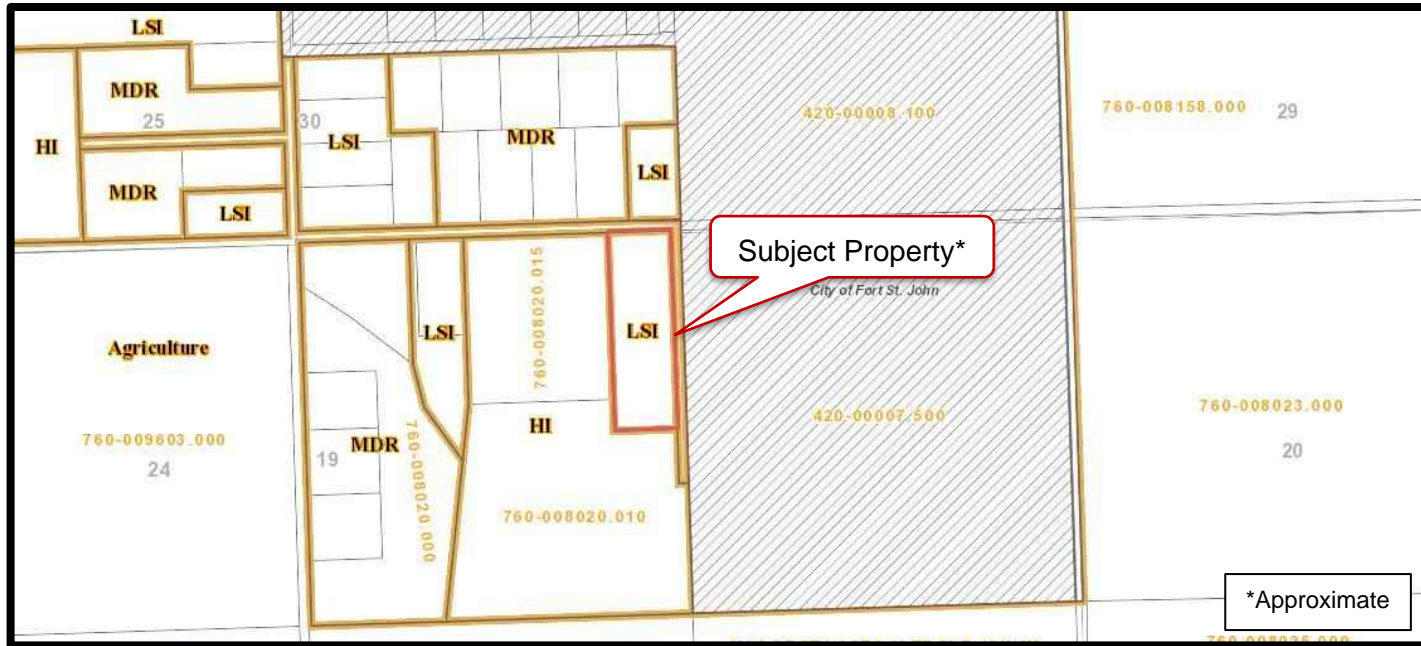 LSI
MDR
25
30
HI
LSI
MDR
LSI
MDR
LSI
420-00008.100
760-008158.000
29
Subject Property*
City of Fort St. John
760-008020.015
LSI
LSI
Agriculture
760-009603.000
24
19
MDR
760-008020.000
HI
760-008020.010
420-00007.500
760-008023.000
20
*Approximate